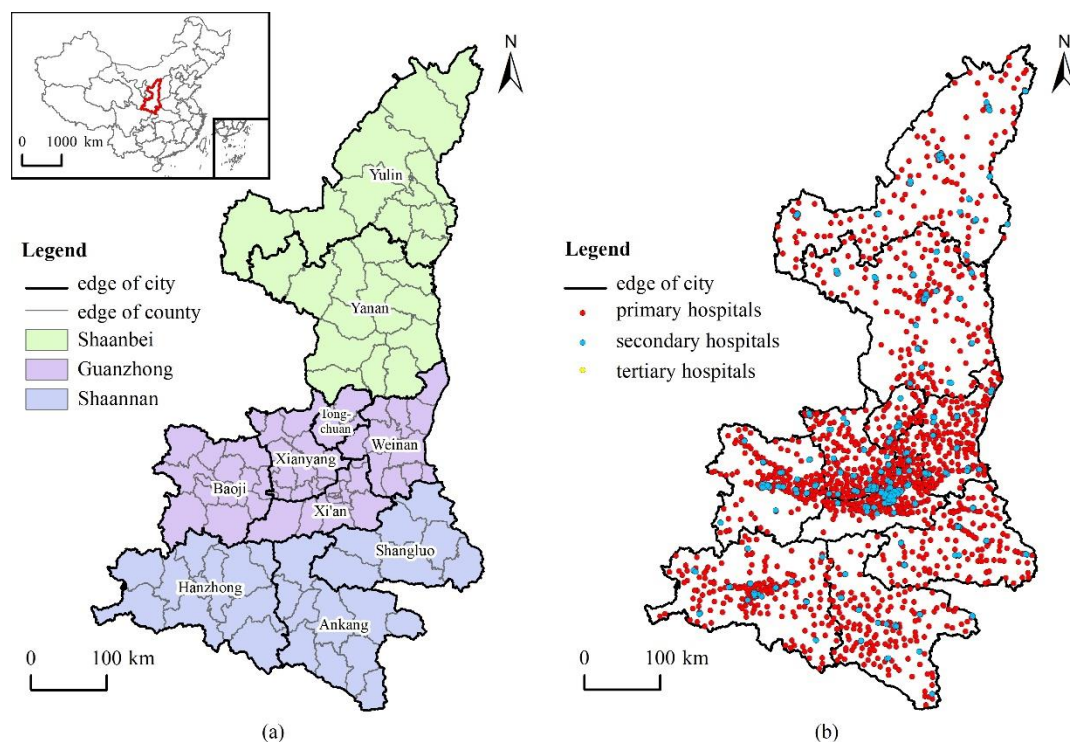 0 1000 km
N
Yulin
Legend
edge of city
edge of county
Shaanbei
Guanzhong
Shaannan
Yanan
Tong-
chuan
Weinan
Xianyang
Baoji
Xi'an
Shangluo
Hanzhong
Ankang
0 100 km
(a)
N
Legend
edge of city
primary hospitals
secondary hospitals
tertiary hospitals
0 100 km
(b)